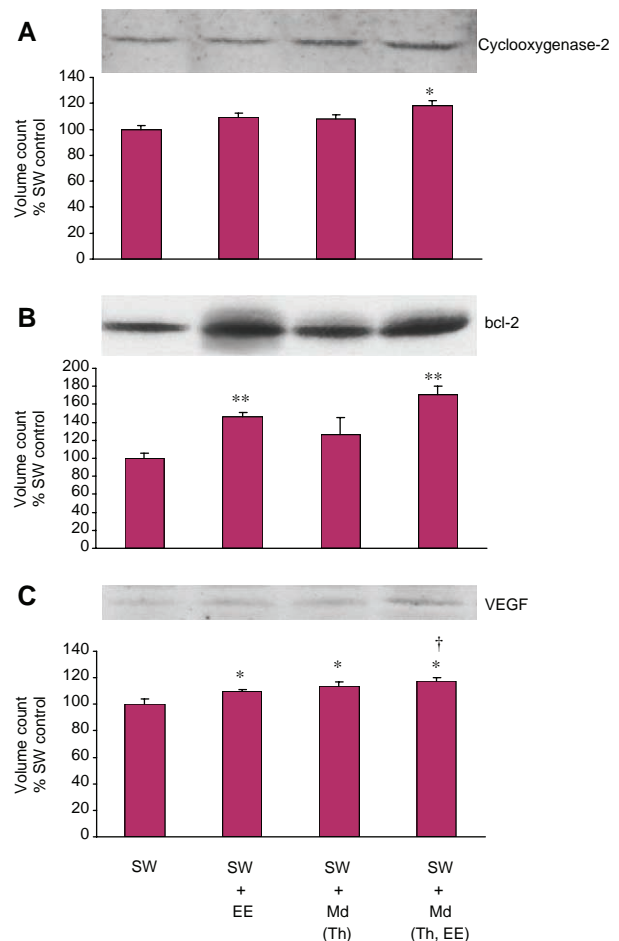 A
Cyclooxygenase-2
140
120
100
80
60
40
20
0
Volume count
% SW control
*
B
bcl-2
200
180
160
140
120
100
80
60
40
20
0
Volume count
% SW control
**
**
C
VEGF
140
120
100
80
60
40
20
0
Volume count
% SW control
*
*
†
*
SW
SW
+
EE
SW
+
Md
(Th)
SW
+
Md
(Th, EE)